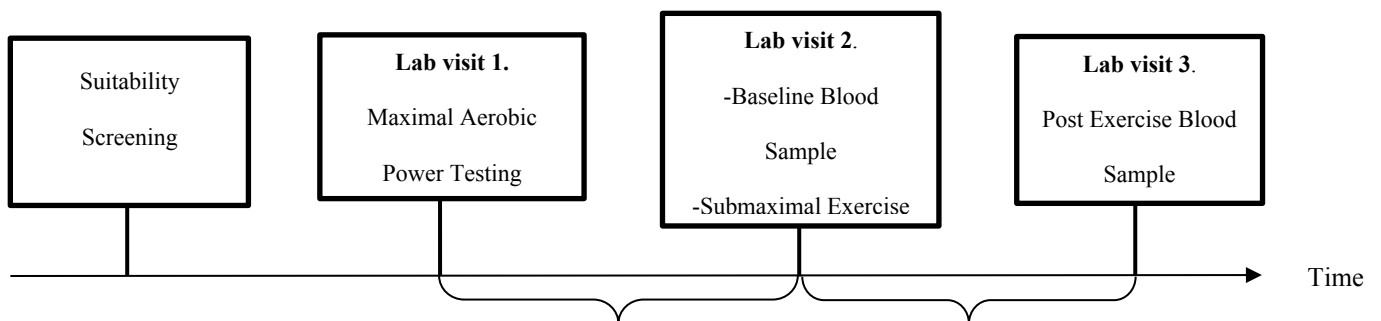 Suitability
Screening
Lab visit 1.
Maximal Aerobic
Power Testing
Lab visit 2.
-Baseline Blood
Sample
-Submaximal Exercise
Lab visit 3.
Post Exercise Blood
Sample
Time